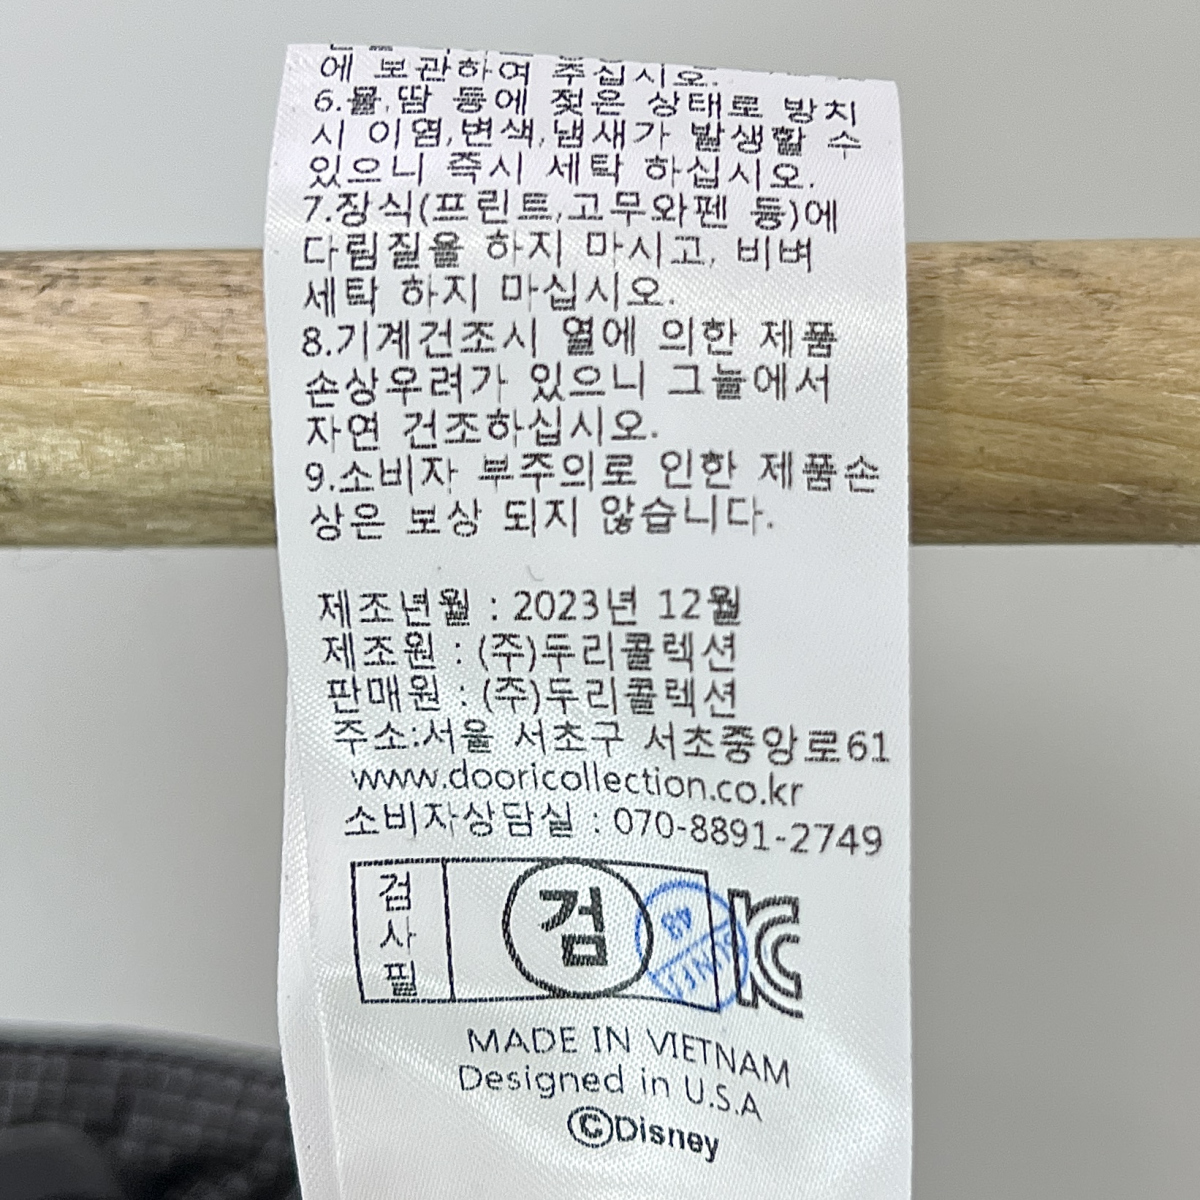 에 보관하여 주십시오.
6.물,땀 등에 젖은 상태로 방치
시 이염,변색,냄새가 발생할 수
있으니 즉시 세탁 하십시오.
7.장식(프린트,고무와펜 등)에
다림질을 하지 마시고, 비벼
세탁 하지 마십시오.
8.기계건조시 열에 의한 제품
손상우려가 있으니 그늘에서
자연 건조하십시오.
9.소비자 부주의로 인한 제품손
상은 보상 되지 않습니다.
제조년월 : 2023년 12월
제조원 : (주)두리콜렉션
판매원 : (주)두리콜렉션
주소:서울 서초구 서초중앙로61
www.dooricollection.co.kr
소비자상담실 : 070-8891-2749
검사필
검
KC
MADE IN VIETNAM
Designed in U.S.A
©Disney